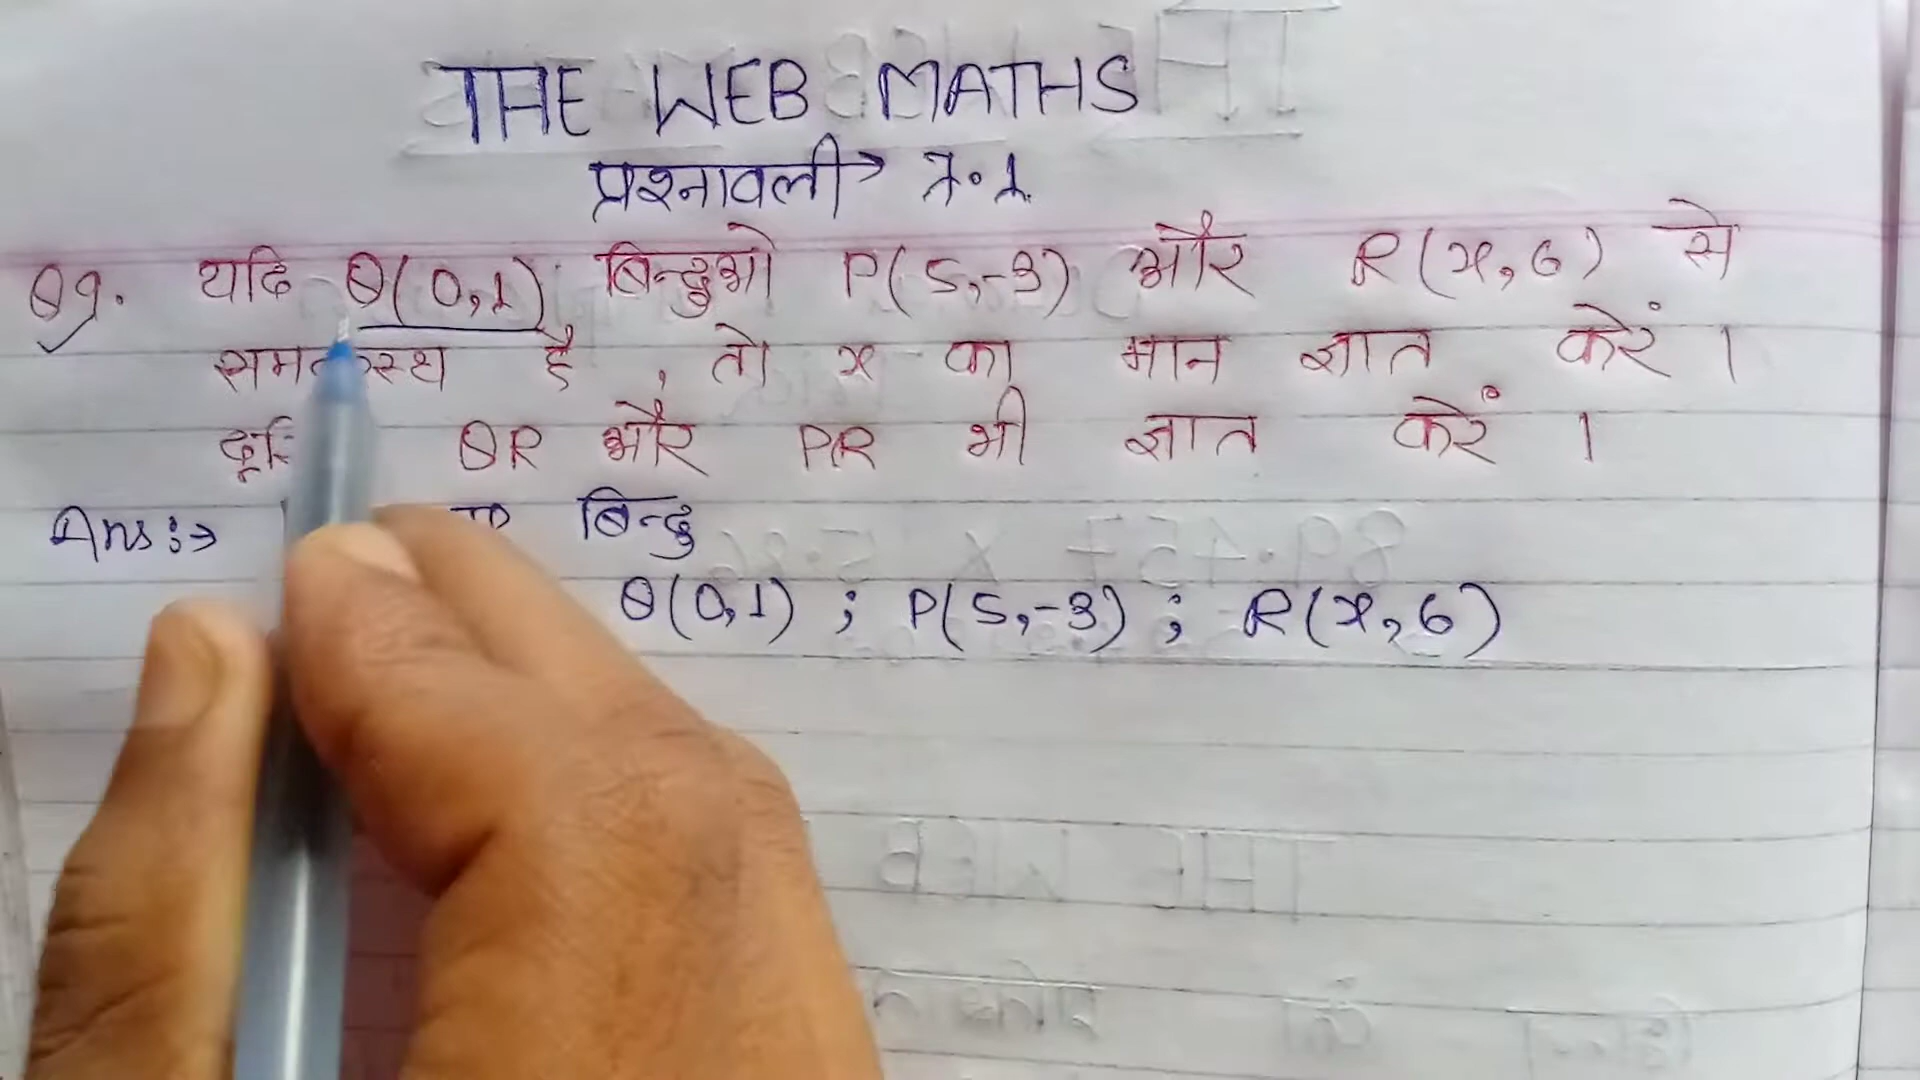 THE WEB MATHS
प्रश्नावली → 7.1
Q9. यदि Q(0,1) बिन्दुओ P(5,-3) और R(x,6) से
समदूरस्थ है, तो x का मान ज्ञात करें ।
QR और PR भी ज्ञात करें ।
Ans :→ बिन्दु
Q(0,1) ; P(5,-3) ; R(x,6)